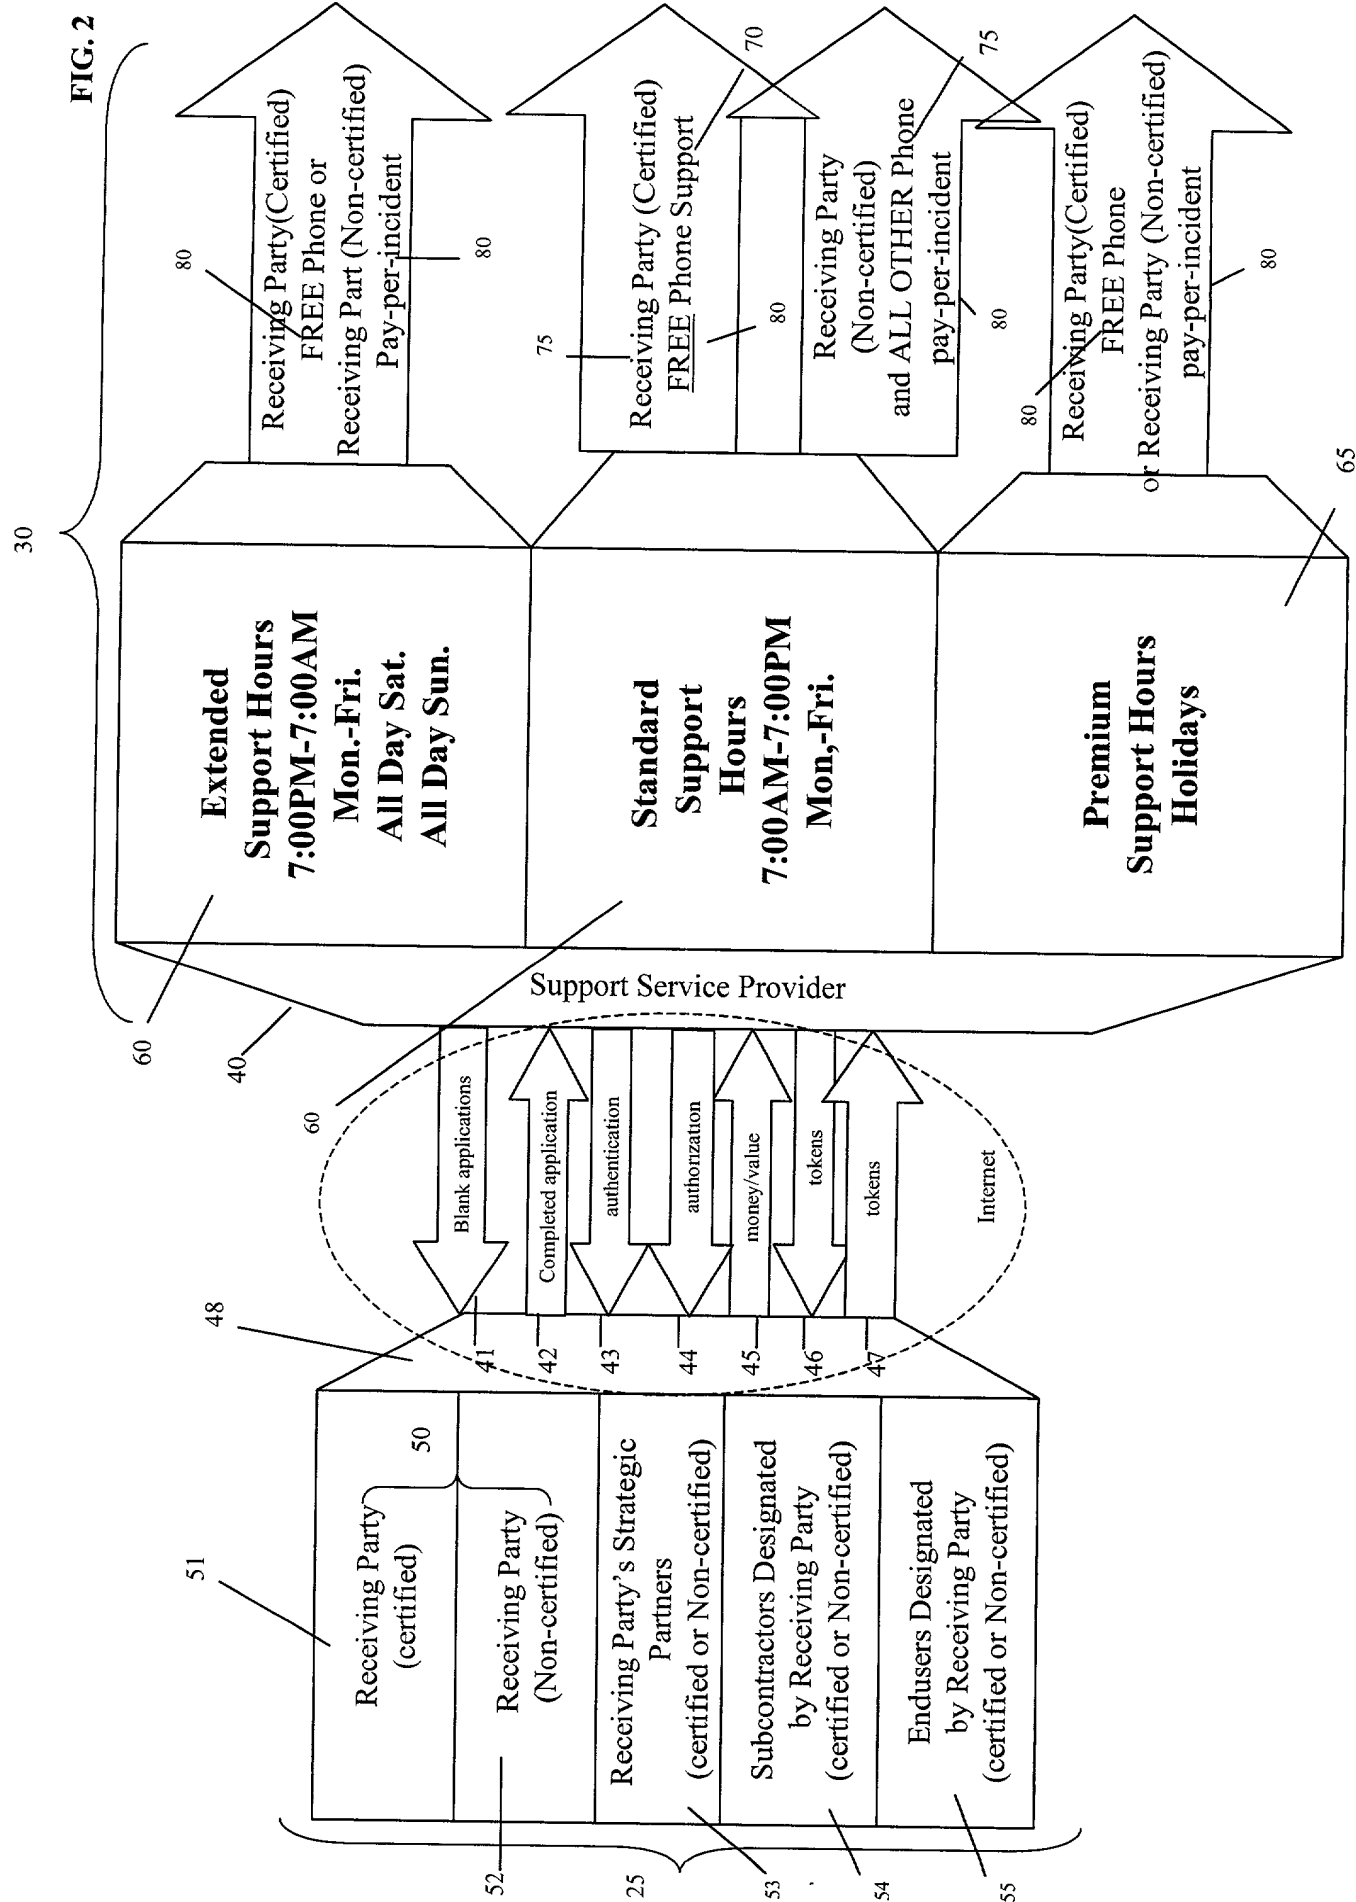 FIG. 2
30
Receiving Party(Certified)
FREE Phone or
Receiving Part (Non-certified)
Pay-per-incident
80
80
Receiving Party (Certified)
FREE Phone Support
70
75
80
Receiving Party
(Non-certified)
and ALL OTHER Phone
pay-per-incident
75
80
Receiving Party(Certified)
FREE Phone
or Receiving Party (Non-certified)
pay-per-incident
80
80
Extended
Support Hours
7:00PM-7:00AM
Mon.-Fri.
All Day Sat.
All Day Sun.
Standard
Support
Hours
7:00AM-7:00PM
Mon,-Fri.
Premium
Support Hours
Holidays
65
60
40
60
Support Service Provider
Blank applications
Completed application
authentication
authorization
money/value
tokens
tokens
Internet
48
41
42
43
44
45
46
47
51
50
Receiving Party
(certified)
Receiving Party
(Non-certified)
Receiving Party's Strategic
Partners
(certified or Non-certified)
Subcontractors Designated
by Receiving Party
(certified or Non-certified)
Endusers Designated
by Receiving Party
(certified or Non-certified)
52
25
53
54
55